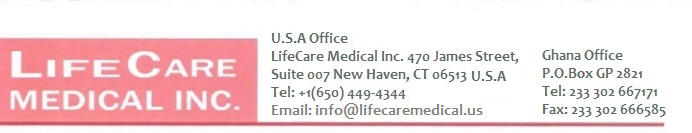 LIFECARE
MEDICAL INC.
U.S.A Office
LifeCare Medical Inc. 470 James Street,
Suite 007 New Haven, CT 06513 U.S.A
Tel: +1(650) 449-4344
Email: info@lifecaremedical.us
Ghana Office
P.O.Box GP 2821
Tel: 233 302 667171
Fax: 233 302 666585